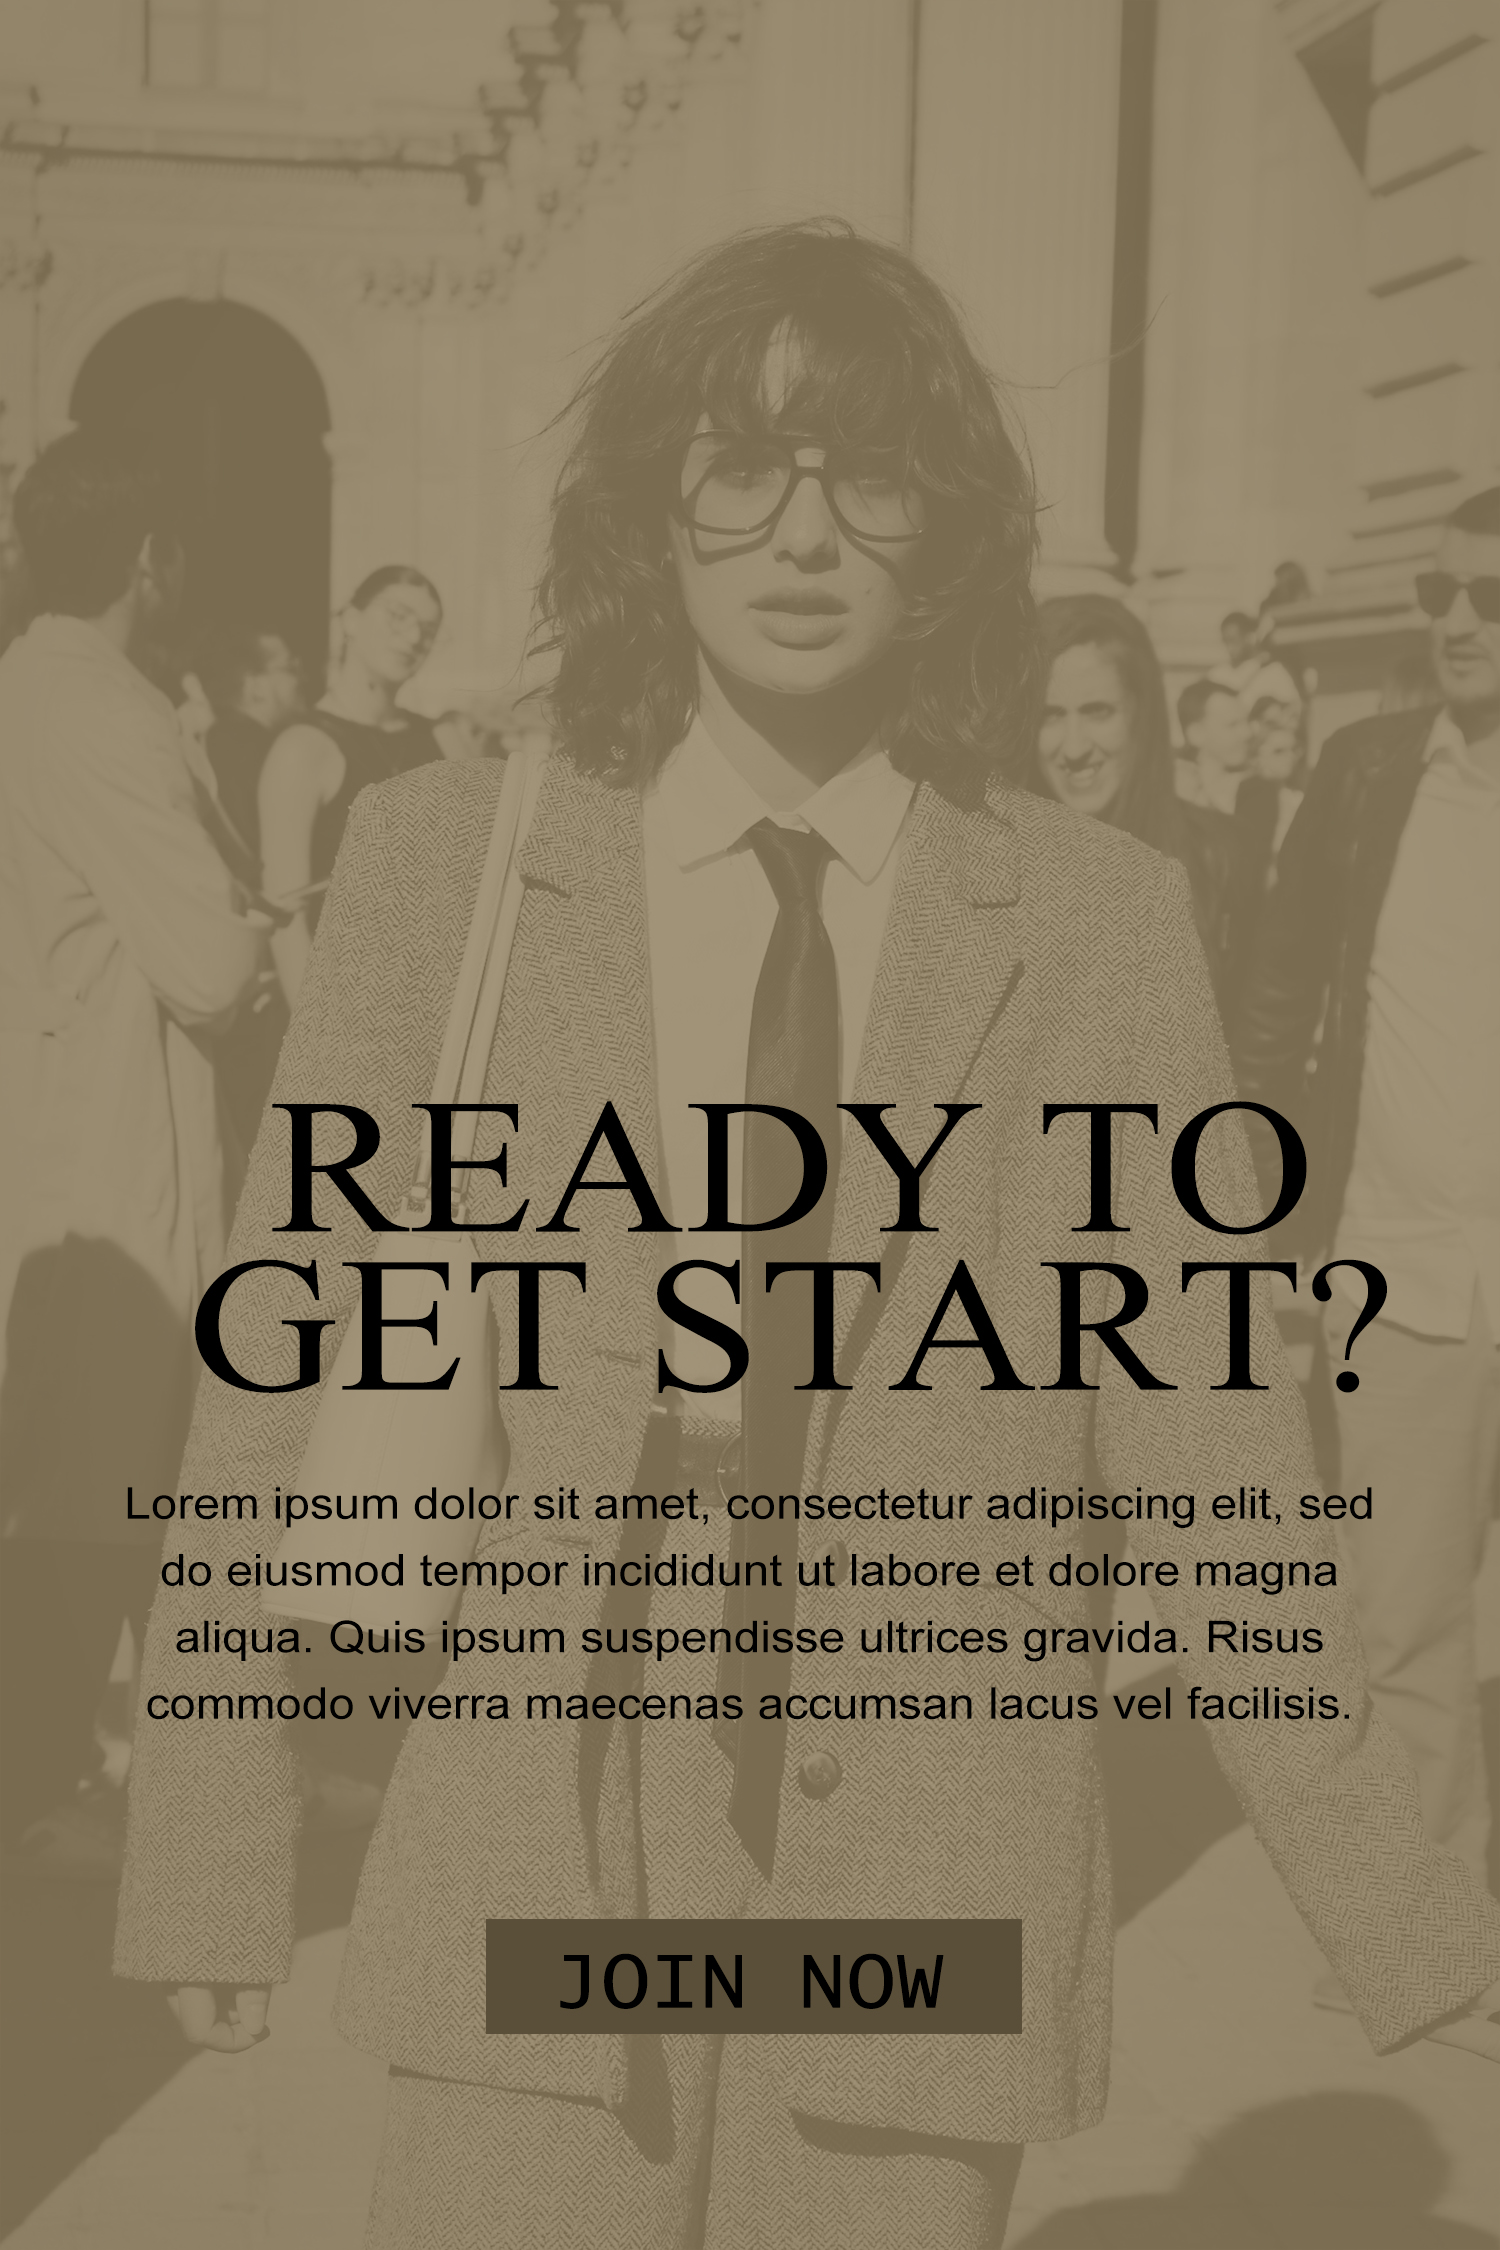 READY TO
GET START?
Lorem ipsum dolor sit amet, consectetur adipiscing elit, sed
do eiusmod tempor incididunt ut labore et dolore magna
aliqua. Quis ipsum suspendisse ultrices gravida. Risus
commodo viverra maecenas accumsan lacus vel facilisis.
JOIN NOW